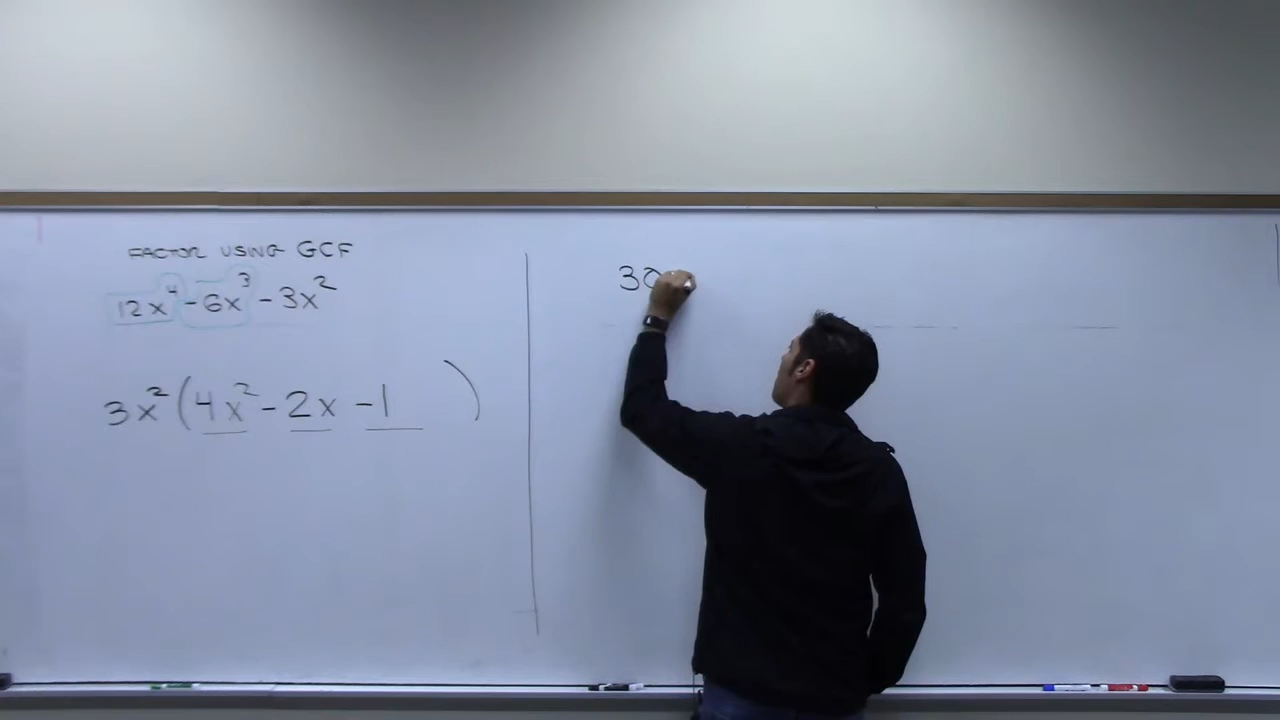 FACTOR USING GCF
12x⁴ - 6x³ - 3x²
3x² ( 4x² - 2x - 1 )
30